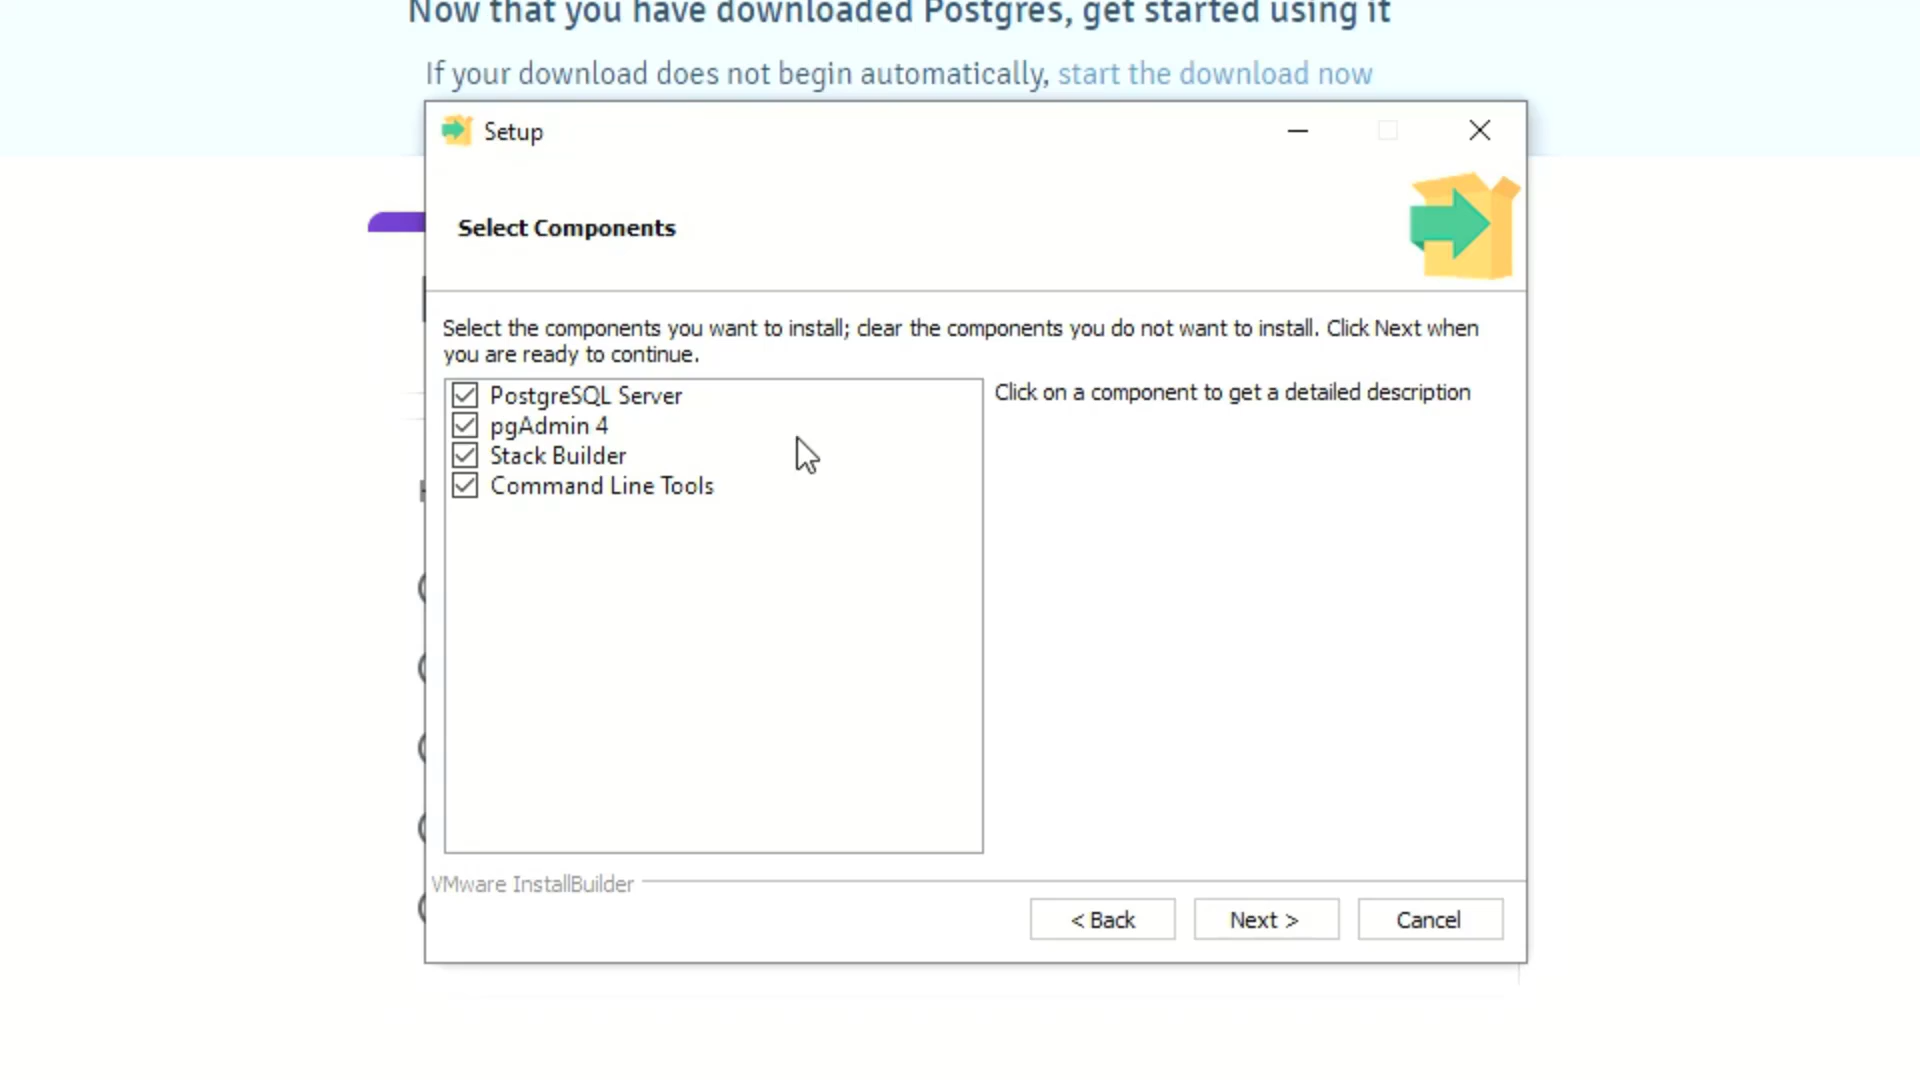 Now that you have downloaded Postgres, get started using it
If your download does not begin automatically, start the download now
Setup
Select Components
Select the components you want to install; clear the components you do not want to install. Click Next when
you are ready to continue.
PostgreSQL Server
pgAdmin 4
Stack Builder
Command Line Tools
Click on a component to get a detailed description
VMware InstallBuilder
< Back
Next >
Cancel